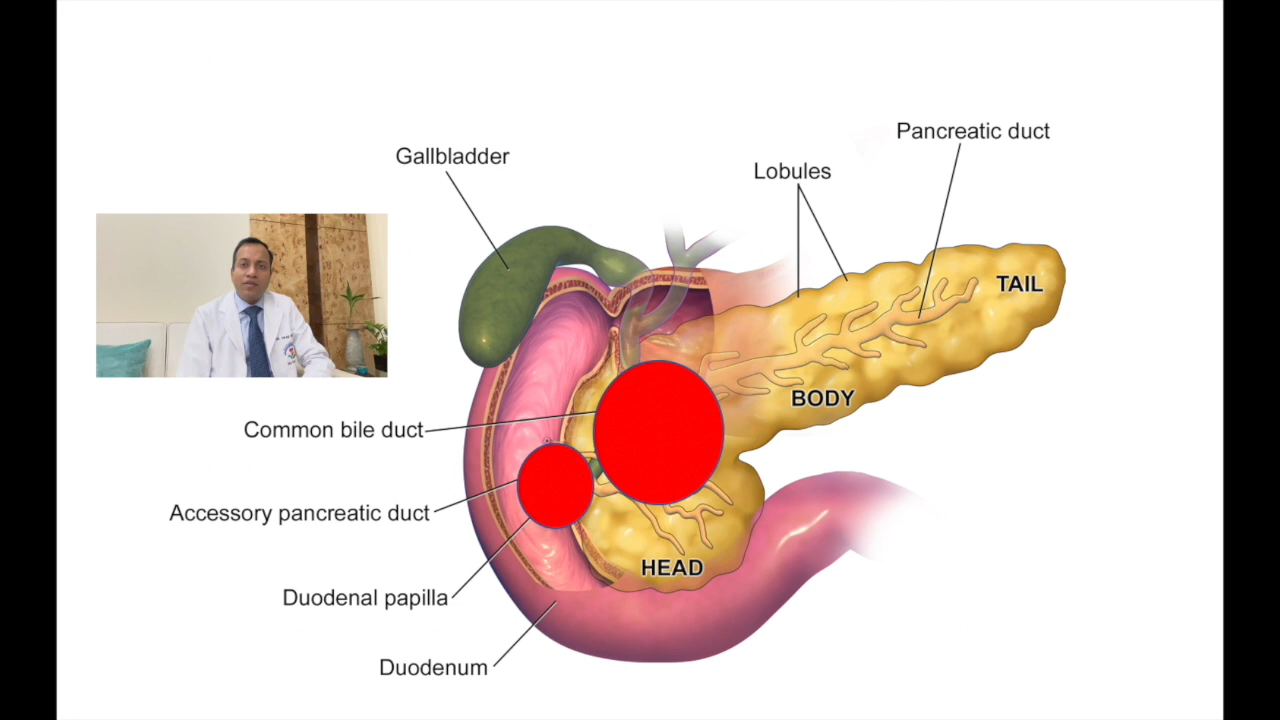 Pancreatic duct
Gallbladder
Lobules
TAIL
BODY
Common bile duct
Accessory pancreatic duct
HEAD
Duodenal papilla
Duodenum